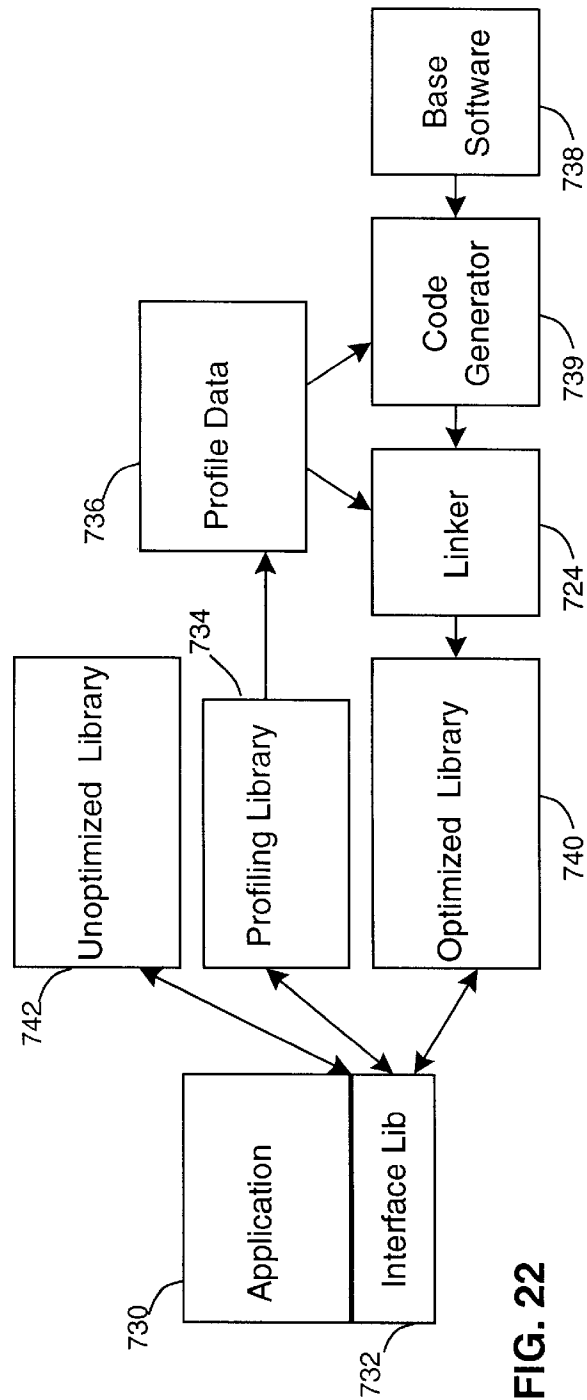 730
Application
Interface Lib
732
742
Unoptimized Library
734
Profiling Library
Optimized Library
740
736
Profile Data
Linker
724
Code
Generator
739
Base
Software
738
FIG. 22